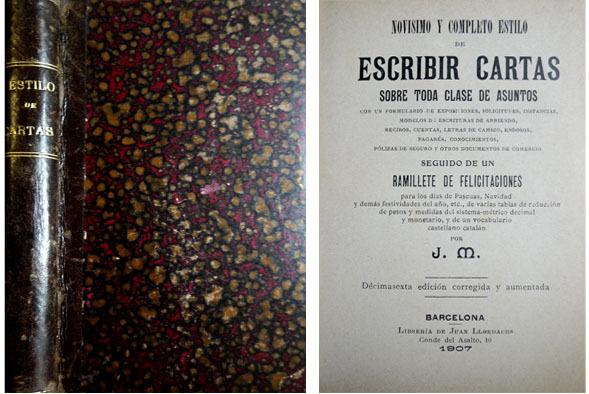 ESTILO
DE
CARTAS
NOVISIMO Y COMPLETO ESTILO
DE
ESCRIBIR CARTAS
SOBRE TODA CLASE DE ASUNTOS
CON UN FORMULARIO DE EXPOSICIONES, SOLICITUDES, INSTANCIAS,
MODELOS DE ESCRITURAS DE ARRIENDO,
RECIBOS, CUENTAS, LETRAS DE CAMBIO, ENDOSOS,
PAGARÉS, CONOCIMIENTOS,
PÓLIZAS DE SEGURO Y OTROS DOCUMENTOS DE COMERCIO
SEGUIDO DE UN
RAMILLETE DE FELICITACIONES
para los días de Pascuas, Navidad
y demás festividades del año, etc., de varias tablas de reducción
de pesos y medidas del sistema-métrico decimal
y monetario, y de un vocabulario
castellano catalán
POR
J. M.
Décimasexta edición corregida y aumentada
BARCELONA
LIBRERÍA DE JUAN LLORDACHS
Conde del Asalto, 10
1907